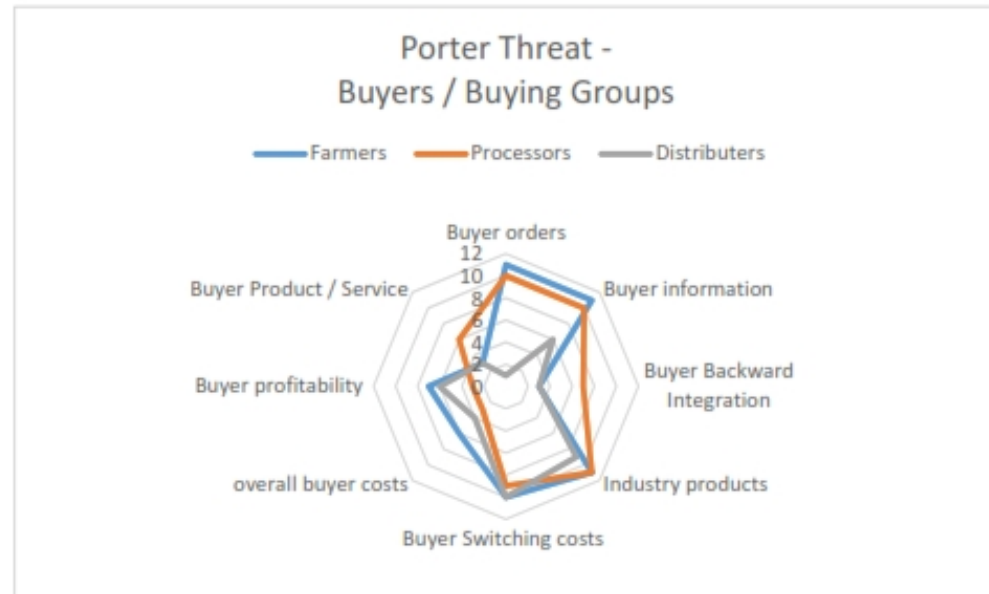 Porter Threat -
Buyers / Buying Groups
Farmers Processors Distributers
Buyer orders
12
10
8
6
4
2
0
Buyer Product / Service
Buyer information
Buyer profitability
Buyer Backward
Integration
overall buyer costs
Industry products
Buyer Switching costs